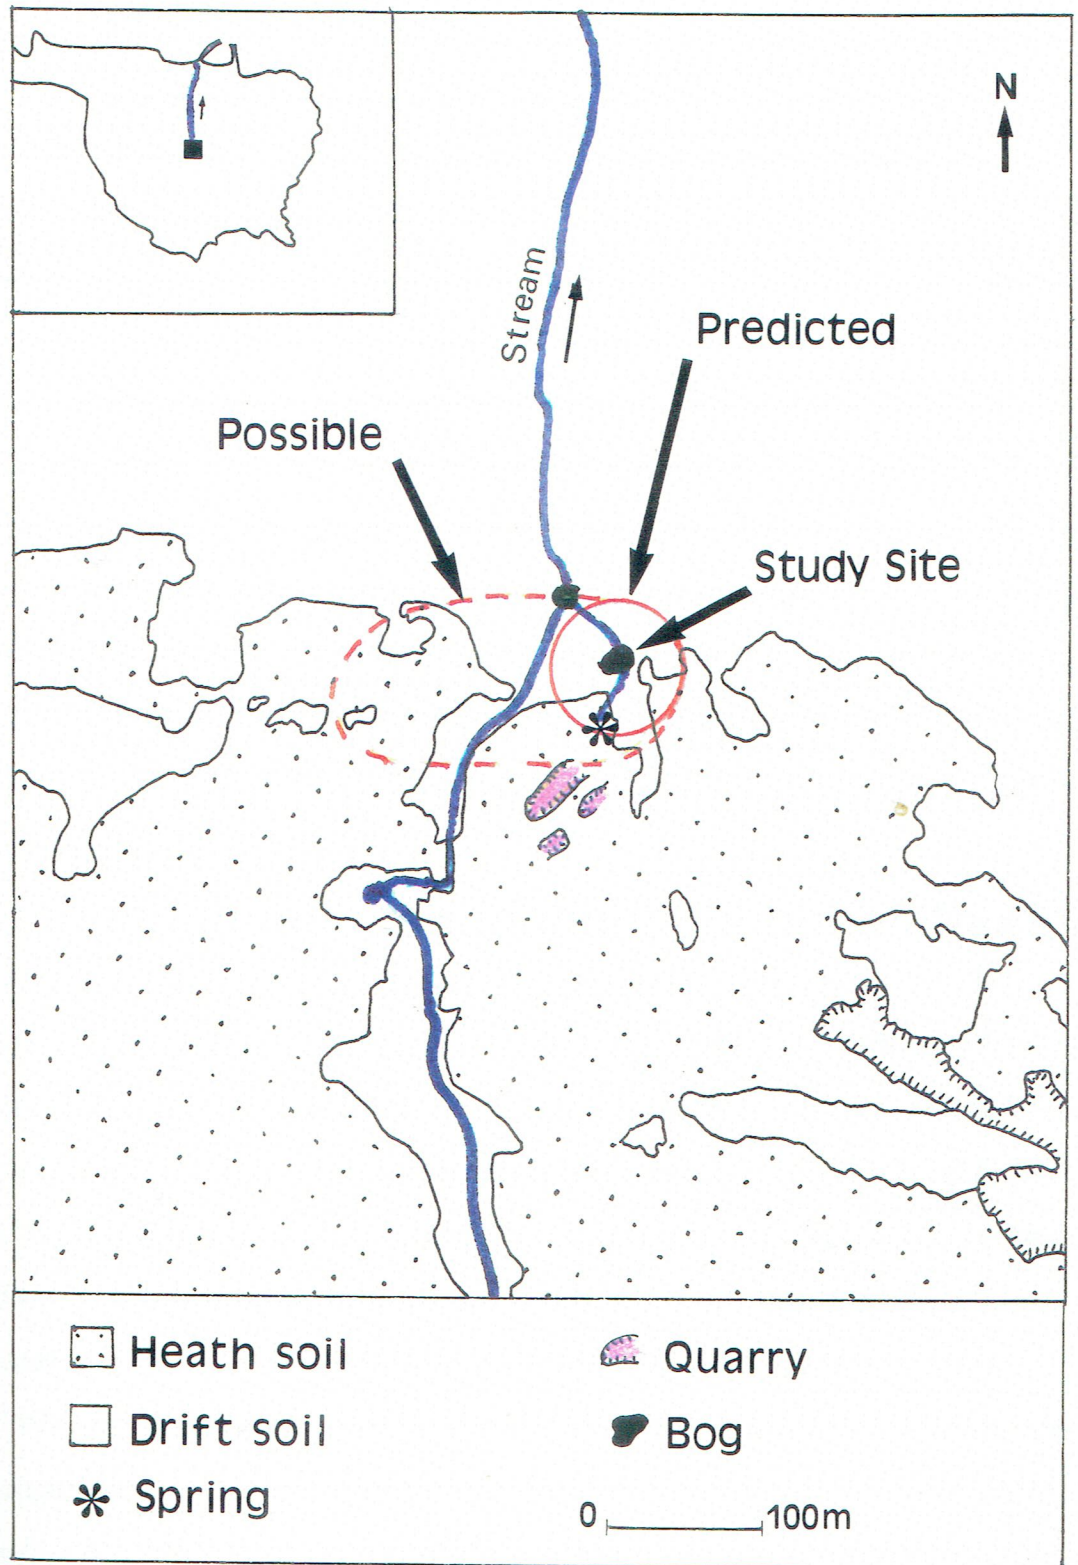 N
Stream
Predicted
Possible
Study Site
Heath soil
Quarry
Drift soil
Bog
Spring
0 100m